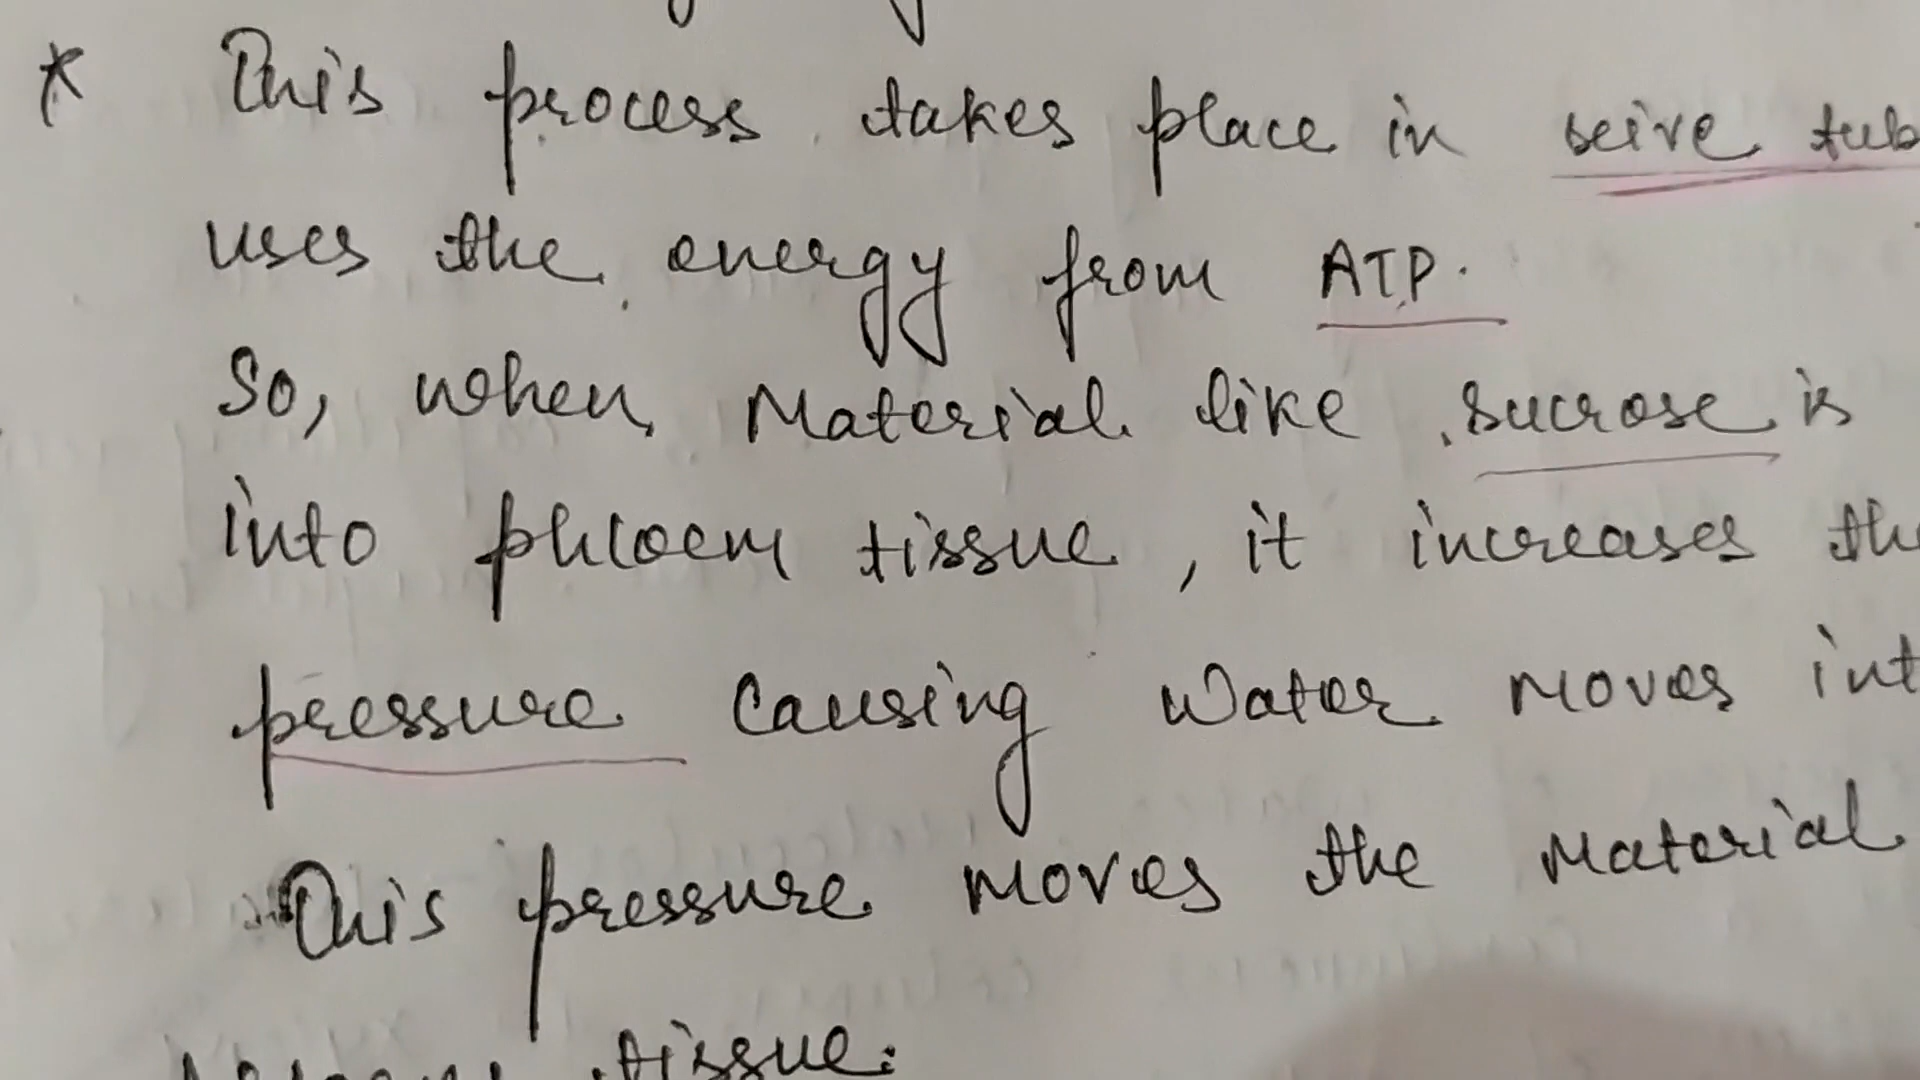 * This process takes place in seive tub
uses the energy from ATP.
So, when Material like sucrose is
into phloem tissue, it increases the
pressure causing water moves int
This pressure moves the Material
tissue.